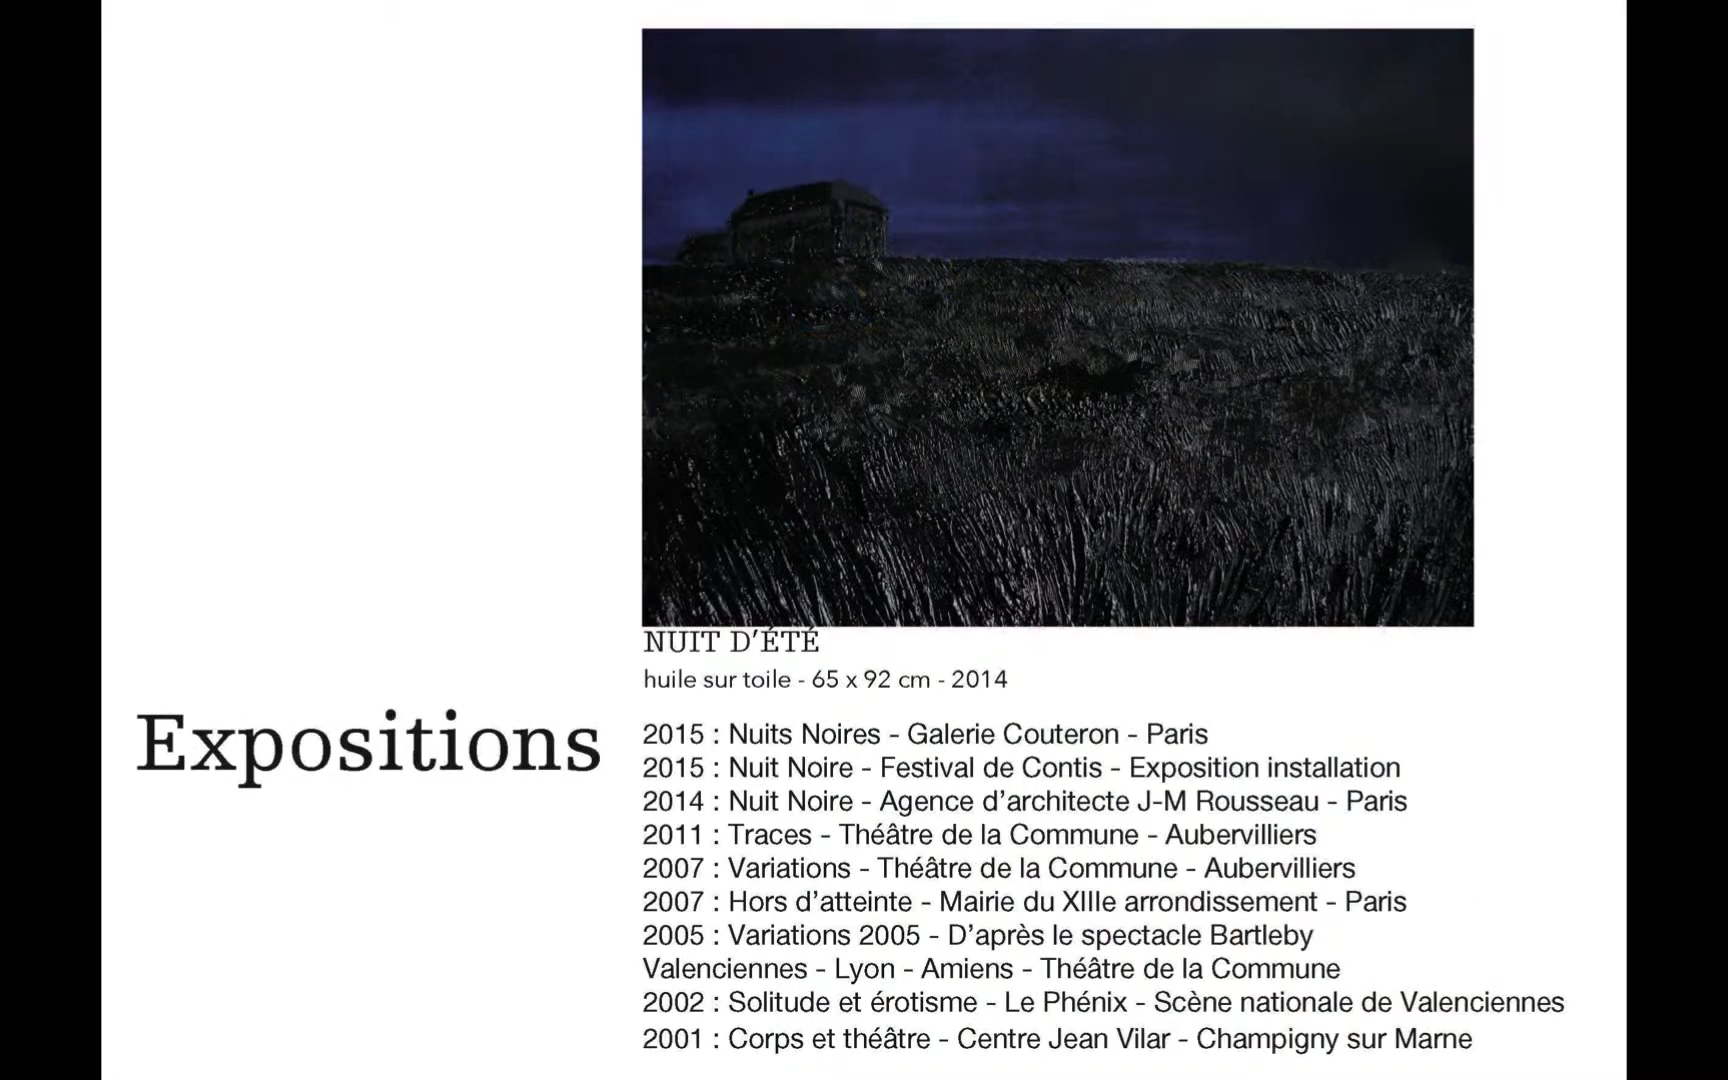 NUIT D'ÉTÉ
huile sur toile - 65 x 92 cm - 2014
Expositions
2015 : Nuits Noires - Galerie Couteron - Paris
2015 : Nuit Noire - Festival de Contis - Exposition installation
2014 : Nuit Noire - Agence d'architecte J-M Rousseau - Paris
2011 : Traces - Théâtre de la Commune - Aubervilliers
2007 : Variations - Théâtre de la Commune - Aubervilliers
2007 : Hors d'atteinte - Mairie du XIIIe arrondissement - Paris
2005 : Variations 2005 - D'après le spectacle Bartleby
Valenciennes - Lyon - Amiens - Théâtre de la Commune
2002 : Solitude et érotisme - Le Phénix - Scène nationale de Valenciennes
2001 : Corps et théâtre - Centre Jean Vilar - Champigny sur Marne